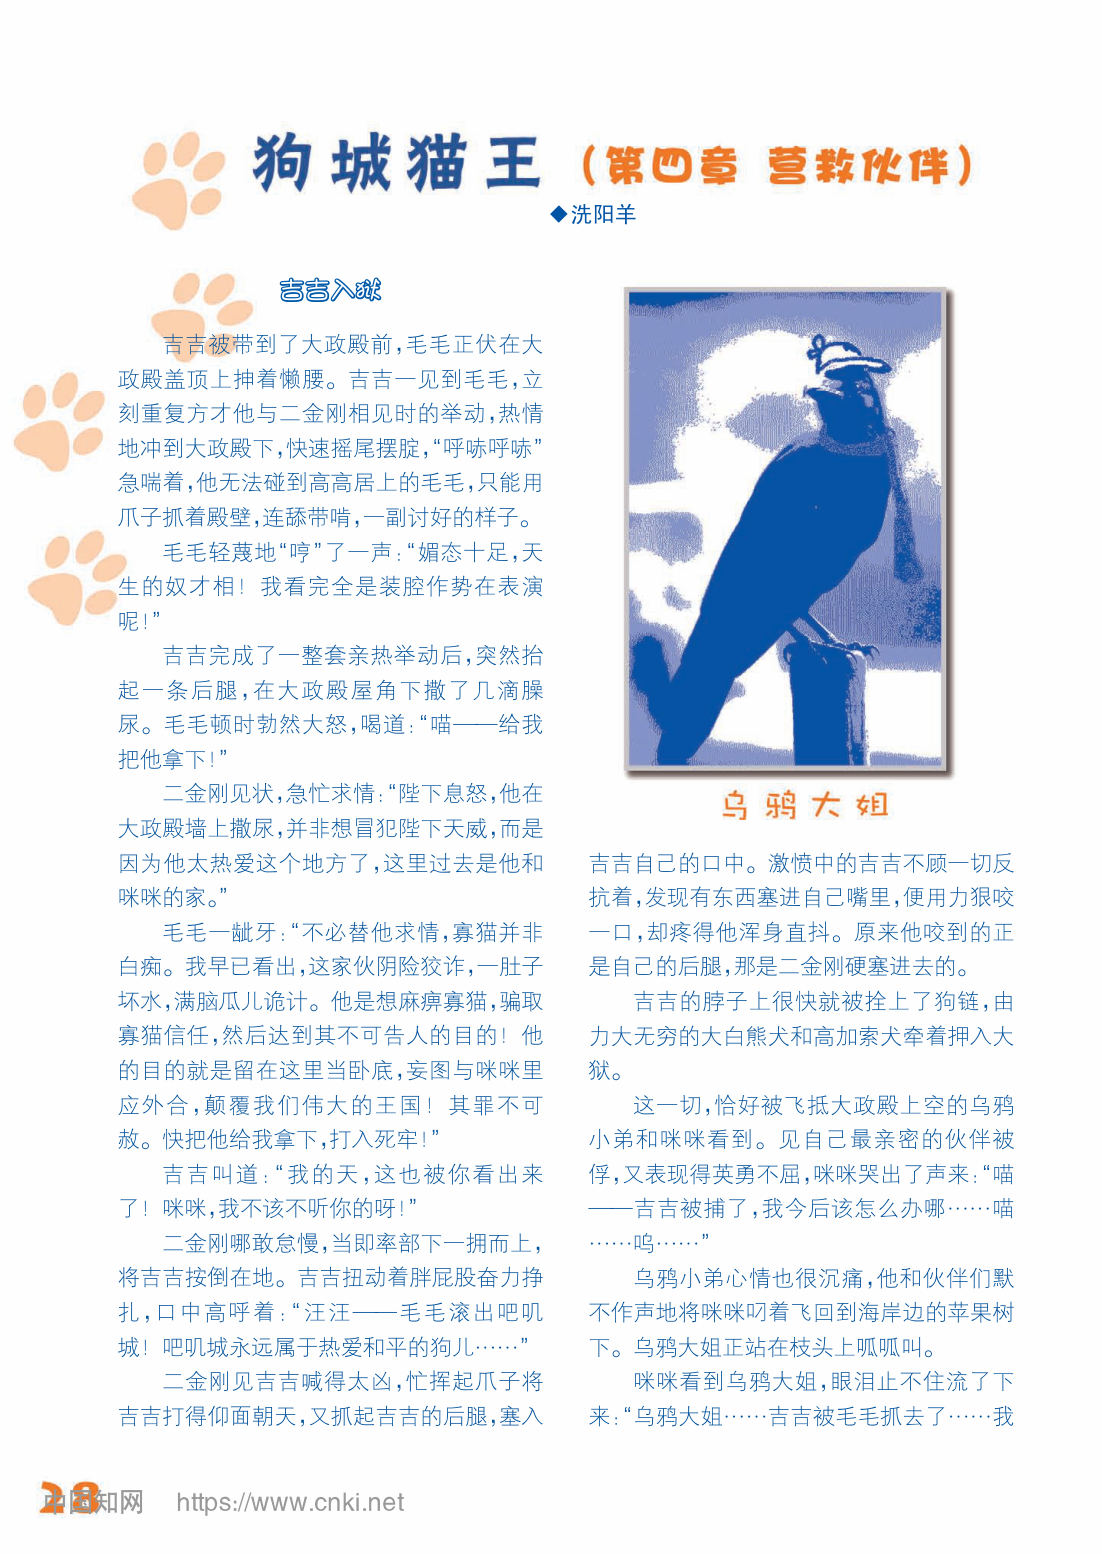 狗城猫王（第四章 营救伙伴）
◆洗阳羊
吉吉入狱
吉吉被带到了大政殿前，毛毛正伏在大
政殿盖顶上抻着懒腰。吉吉一见到毛毛，立
刻重复方才他与二金刚相见时的举动，热情
地冲到大政殿下，快速摇尾摆腚，“呼哧呼哧”
急喘着，他无法碰到高高居上的毛毛，只能用
爪子抓着殿壁，连舔带啃，一副讨好的样子。
毛毛轻蔑地“哼”了一声：“媚态十足，天
生的奴才相！我看完全是装腔作势在表演
呢！”
吉吉完成了一整套亲热举动后，突然抬
起一条后腿，在大政殿屋角下撒了几滴臊
尿。毛毛顿时勃然大怒，喝道：“喵——给我
把他拿下！”
二金刚见状，急忙求情：“陛下息怒，他在
大政殿墙上撒尿，并非想冒犯陛下天威，而是
因为他太热爱这个地方了，这里过去是他和
咪咪的家。”
毛毛一龇牙：“不必替他求情，寡猫并非
白痴。我早已看出，这家伙阴险狡诈，一肚子
坏水，满脑瓜儿诡计。他是想麻痹寡猫，骗取
寡猫信任，然后达到其不可告人的目的！他
的目的就是留在这里当卧底，妄图与咪咪里
应外合，颠覆我们伟大的王国！其罪不可
赦。快把他给我拿下，打入死牢！”
吉吉叫道：“我的天，这也被你看出来
了！咪咪，我不该不听你的呀！”
二金刚哪敢怠慢，当即率部下一拥而上，
将吉吉按倒在地。吉吉扭动着胖屁股奋力挣
扎，口中高呼着：“汪汪——毛毛滚出吧叽
城！吧叽城永远属于热爱和平的狗儿……”
二金刚见吉吉喊得太凶，忙挥起爪子将
吉吉打得仰面朝天，又抓起吉吉的后腿，塞入
乌鸦大姐
吉吉自己的口中。激愤中的吉吉不顾一切反
抗着，发现有东西塞进自己嘴里，便用力狠咬
一口，却疼得他浑身直抖。原来他咬到的正
是自己的后腿，那是二金刚硬塞进去的。
吉吉的脖子上很快就被拴上了狗链，由
力大无穷的大白熊犬和高加索犬牵着押入大
狱。
这一切，恰好被飞抵大政殿上空的乌鸦
小弟和咪咪看到。见自己最亲密的伙伴被
俘，又表现得英勇不屈，咪咪哭出了声来：“喵
——吉吉被捕了，我今后该怎么办哪……喵
……呜……”
乌鸦小弟心情也很沉痛，他和伙伴们默
不作声地将咪咪叼着飞回到海岸边的苹果树
下。乌鸦大姐正站在枝头上呱呱叫。
咪咪看到乌鸦大姐，眼泪止不住流了下
来：“乌鸦大姐……吉吉被毛毛抓去了……我
28
中国知网 https://www.cnki.net